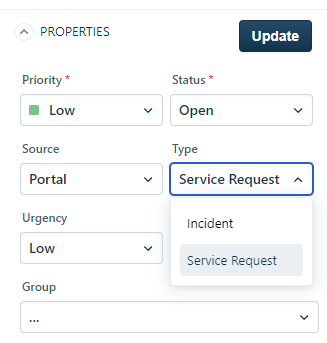 PROPERTIES
Update
Priority *
Status *
Low
Open
Source
Type
Portal
Service Request
Urgency
Incident
Low
Service Request
Group
...